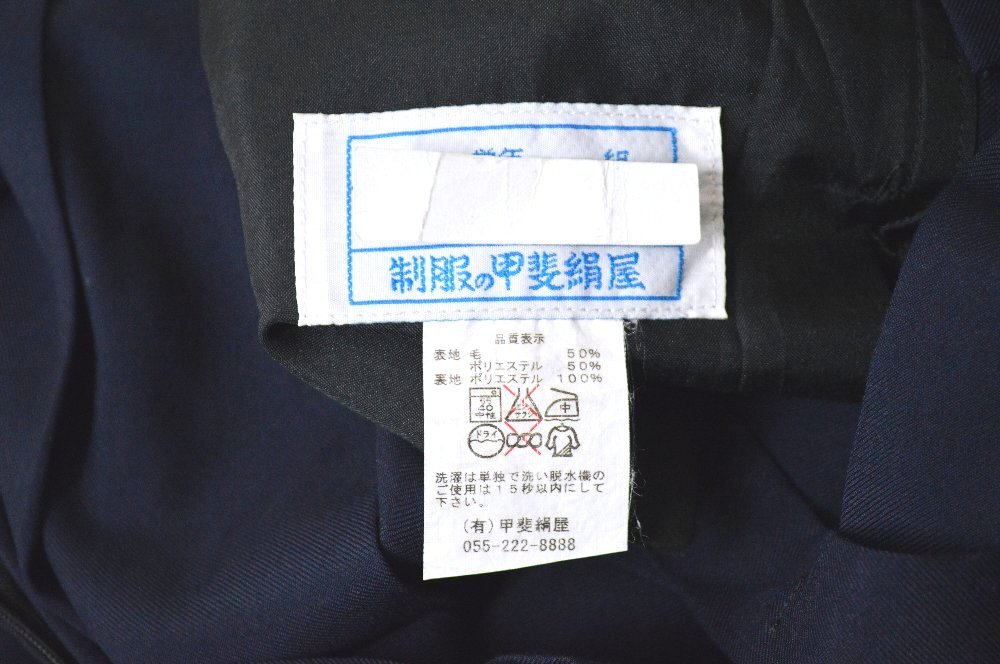 制服の甲斐絹屋
品質表示
表地 毛 50%
ポリエステル 50%
裏地 ポリエステル 100%
40
中性
中
ドライ
洗濯は単独で洗い脱水機の
ご使用は15秒以内にして
下さい。
(有)甲斐絹屋
055-222-8888